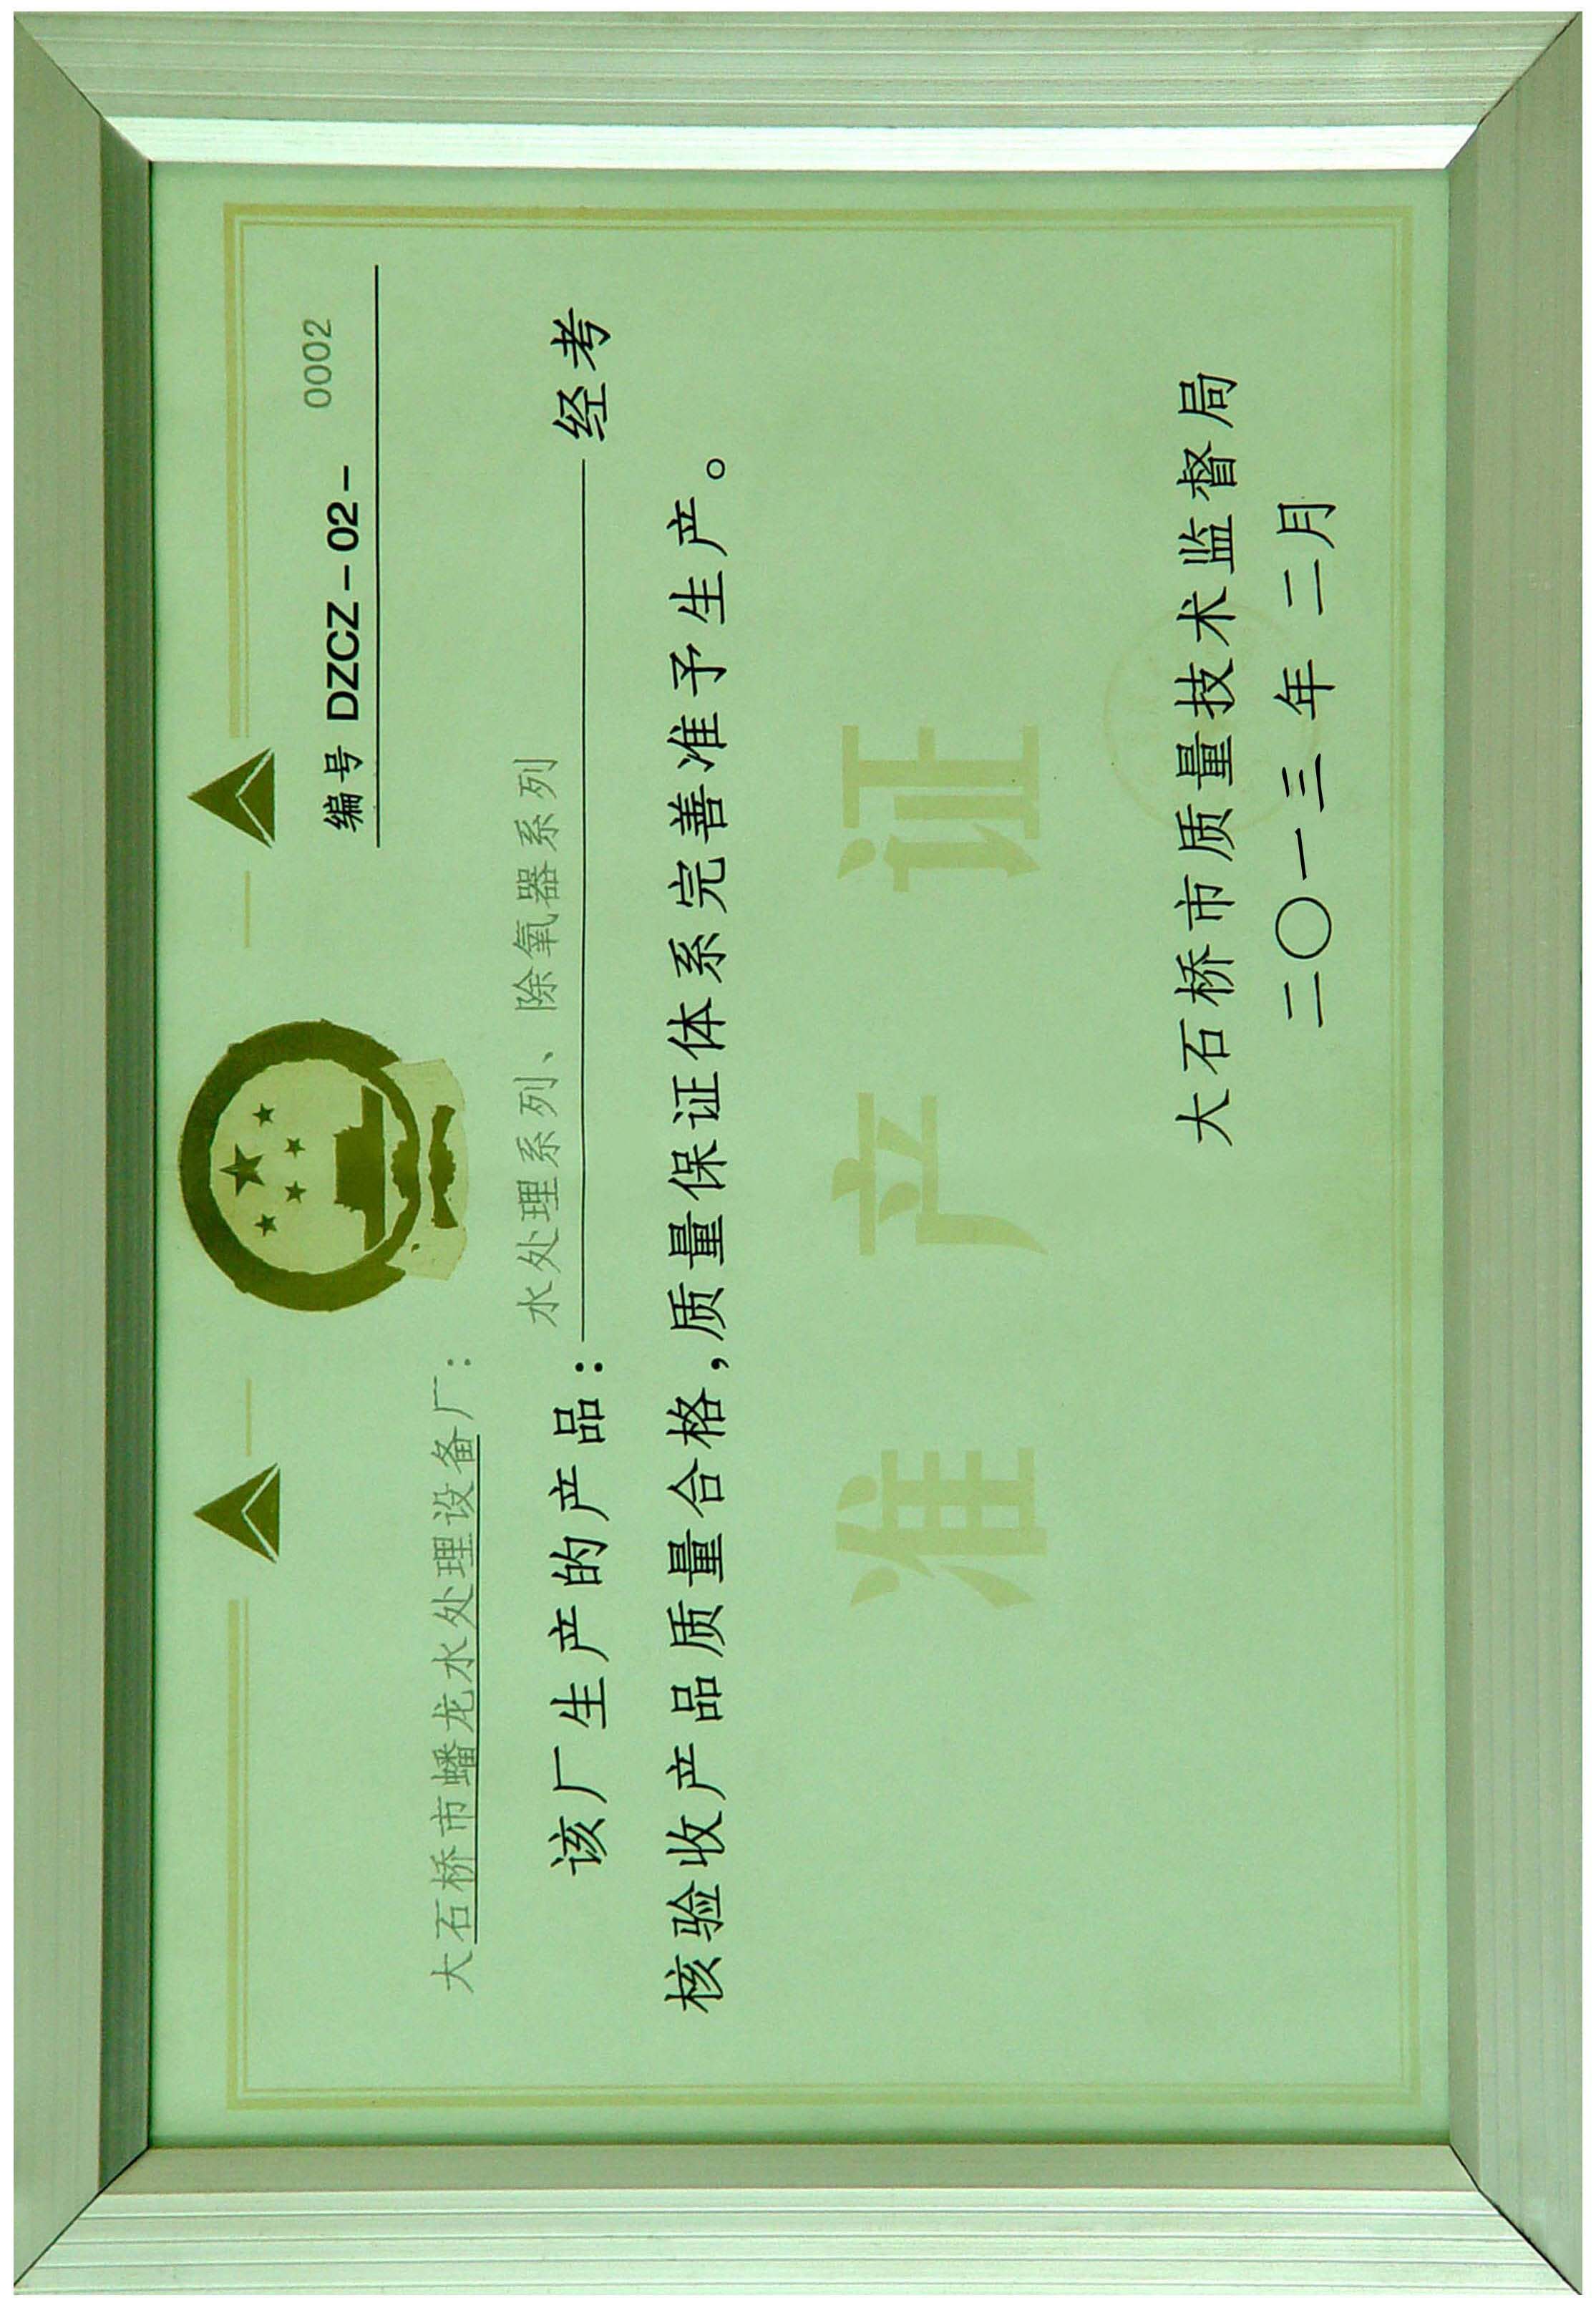 编号 DZCZ-02- 0002
大石桥市蟠龙水处理设备厂：
水处理系列、除氧器系列
该厂生产的产品： 经考
核验收产品质量合格，质量保证体系完善准予生产。
准产证
大石桥市质量技术监督局
二〇一三年二月